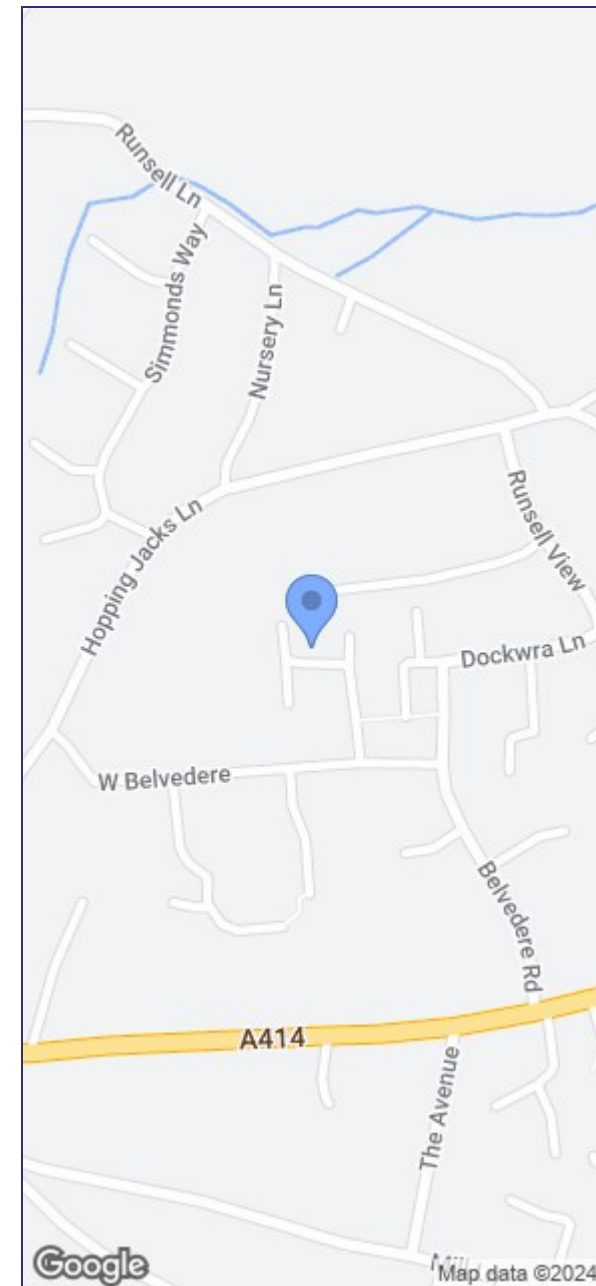 Runsell Ln
Simmonds Way
Nursery Ln
Hopping Jacks Ln
Runsell View
Dockwra Ln
W Belvedere
Belvedere Rd
A414
The Avenue
Google
Map data ©2024